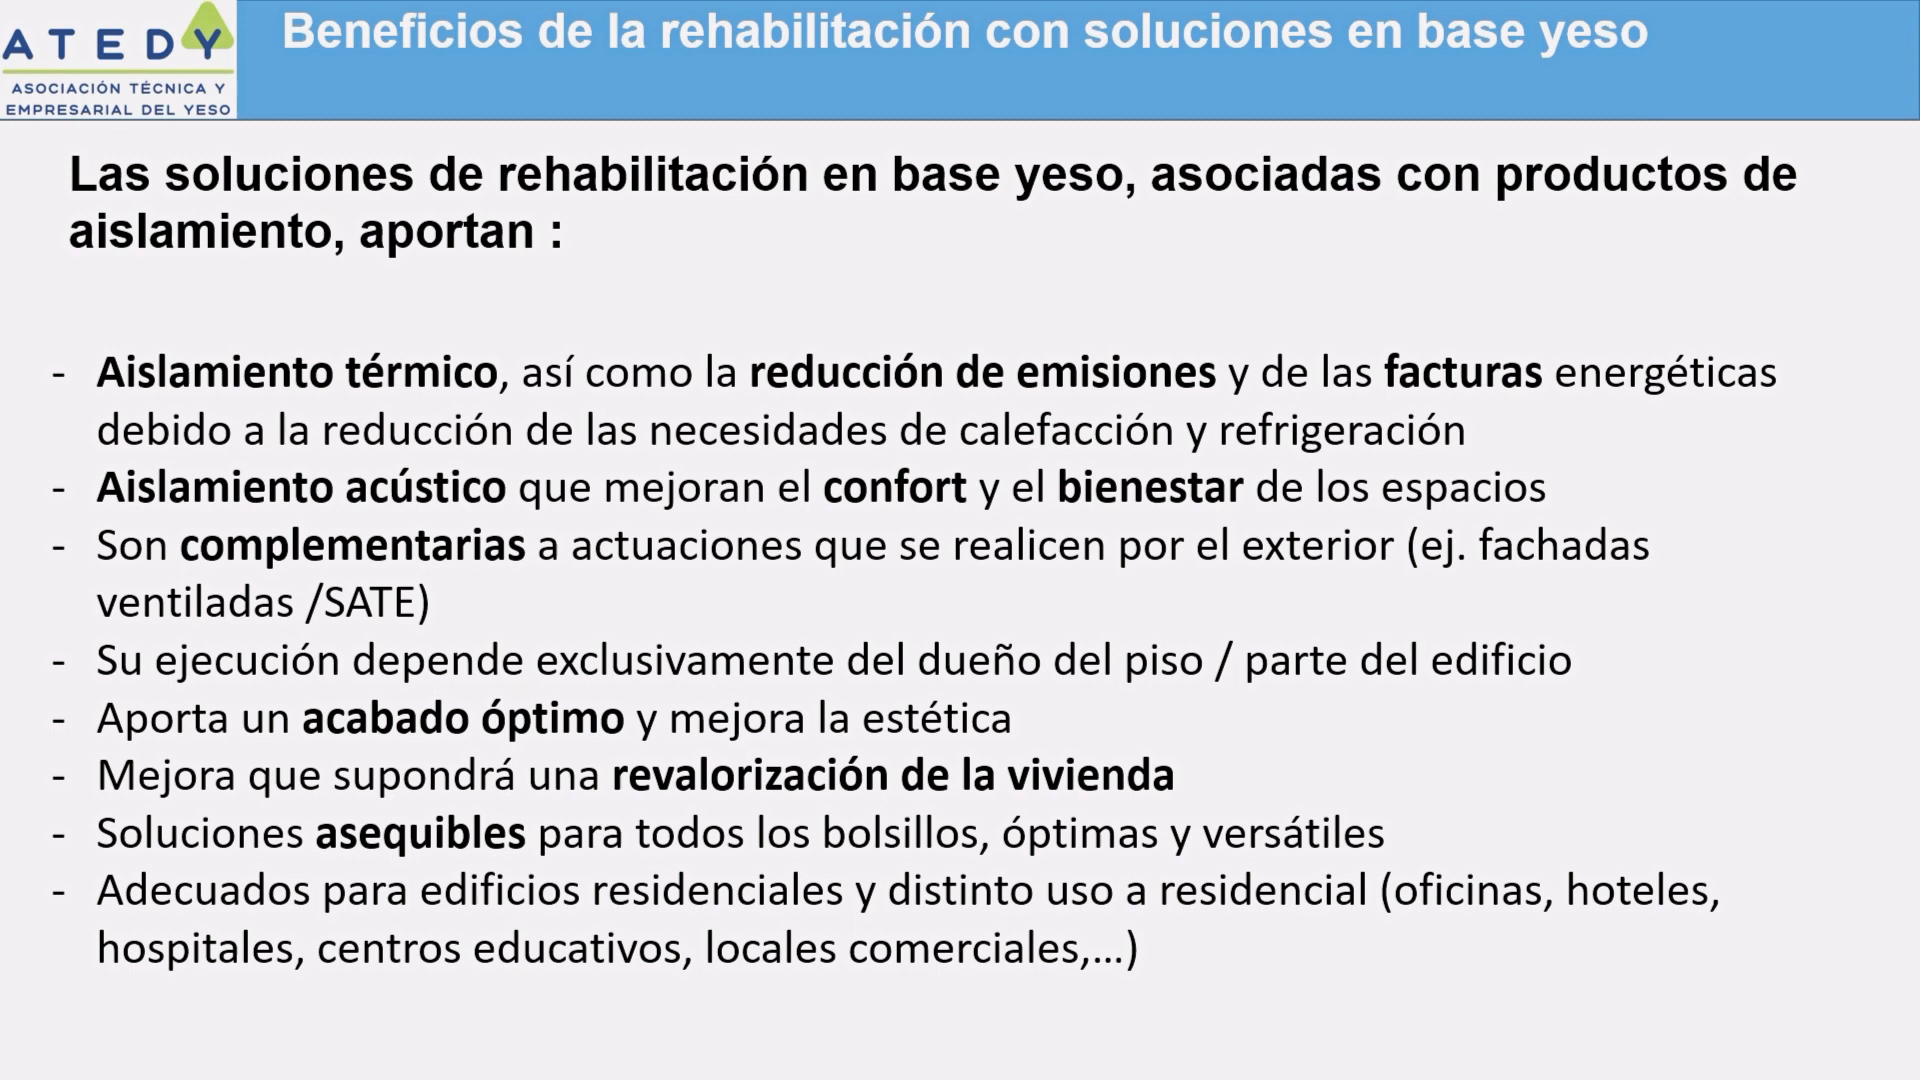 ATEDY
ASOCIACIÓN TÉCNICA Y
EMPRESARIAL DEL YESO
Beneficios de la rehabilitación con soluciones en base yeso
Las soluciones de rehabilitación en base yeso, asociadas con productos de
aislamiento, aportan :
- Aislamiento térmico, así como la reducción de emisiones y de las facturas energéticas
debido a la reducción de las necesidades de calefacción y refrigeración
- Aislamiento acústico que mejoran el confort y el bienestar de los espacios
- Son complementarias a actuaciones que se realicen por el exterior (ej. fachadas
ventiladas /SATE)
- Su ejecución depende exclusivamente del dueño del piso / parte del edificio
- Aporta un acabado óptimo y mejora la estética
- Mejora que supondrá una revalorización de la vivienda
- Soluciones asequibles para todos los bolsillos, óptimas y versátiles
- Adecuados para edificios residenciales y distinto uso a residencial (oficinas, hoteles,
hospitales, centros educativos, locales comerciales,...)